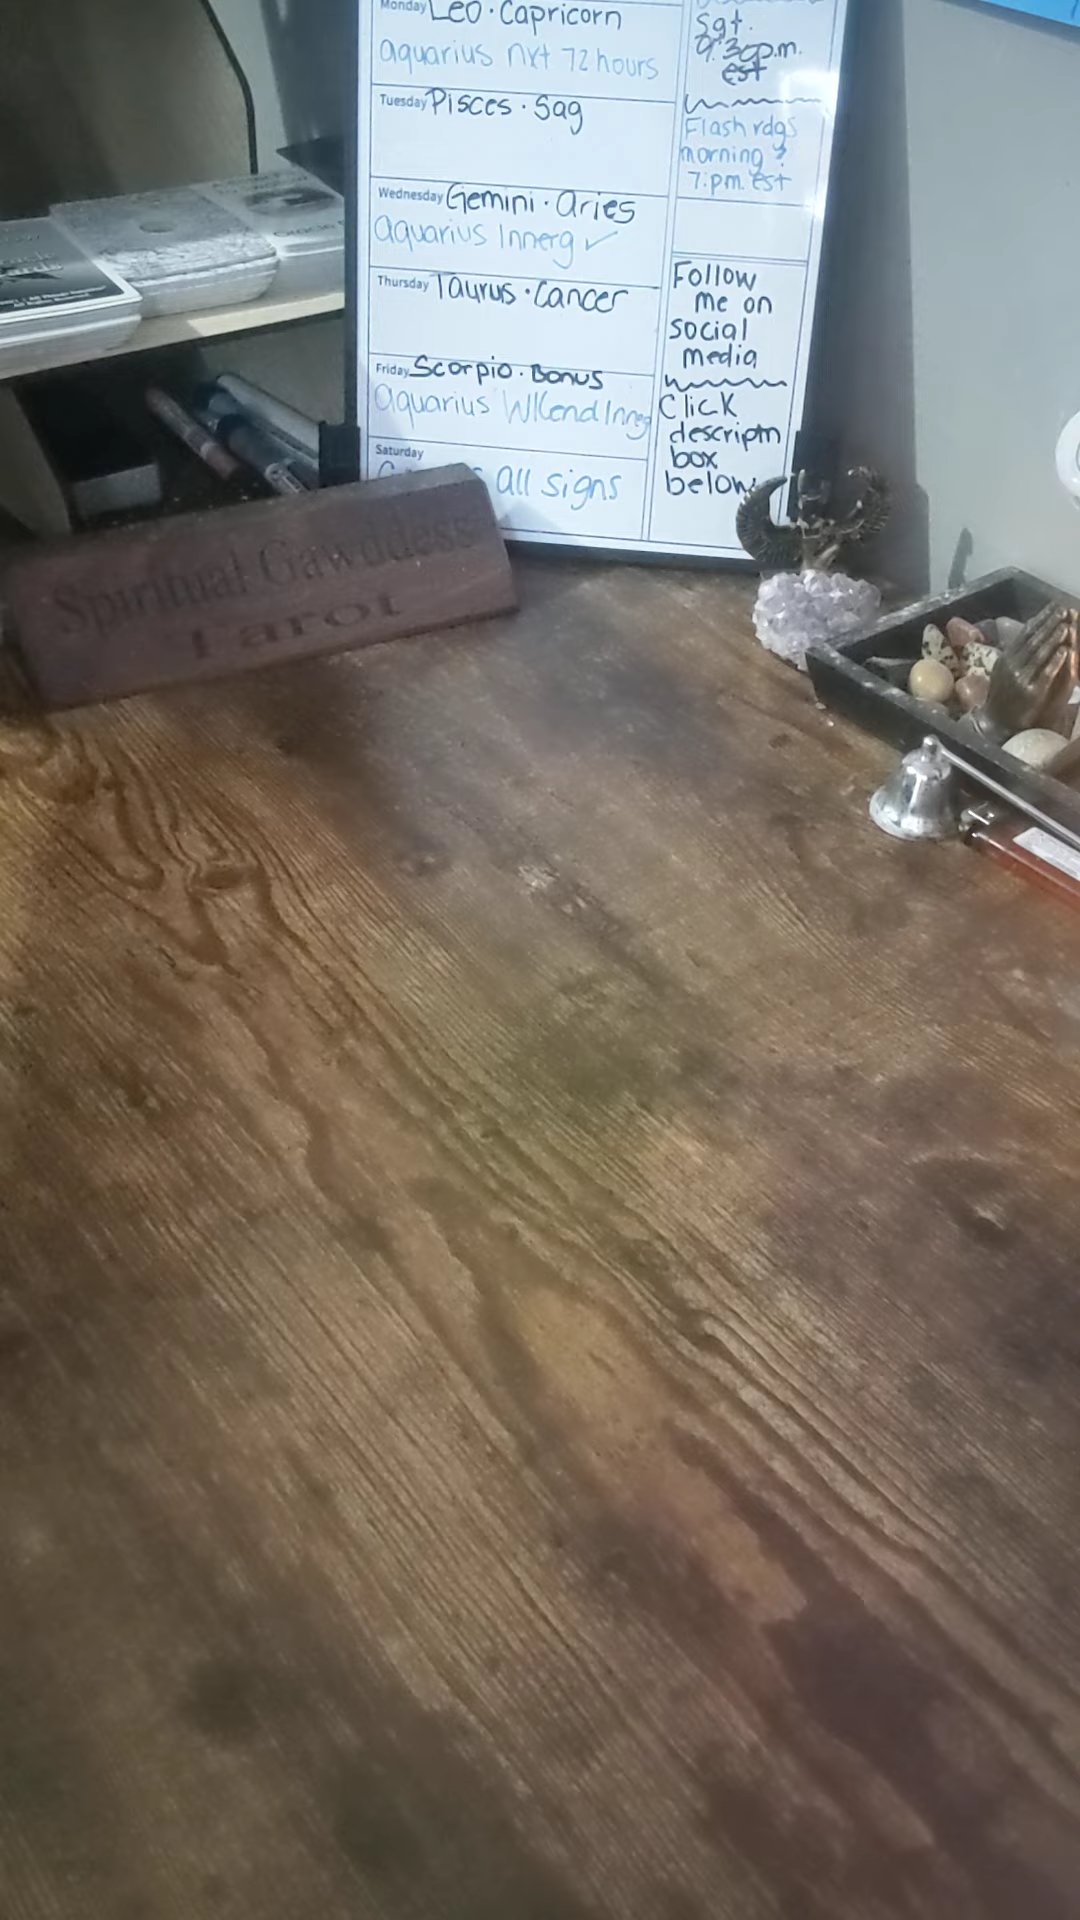 Monday Leo · Capricorn
aquarius nxt 72 hours
Tuesday Pisces · Sag
Wednesday Gemini · Aries
aquarius Innerg ✓
Thursday Taurus · Cancer
Friday Scorpio · Bonus
aquarius Wkend Innrg
Saturday
all signs
Sgt.
9:30p.m.
est
Flash rdgs
morning ?
7:pm est
Follow
me on
social
media
Click
descriptn
box
below
Spiritual Gawddess
Tarot